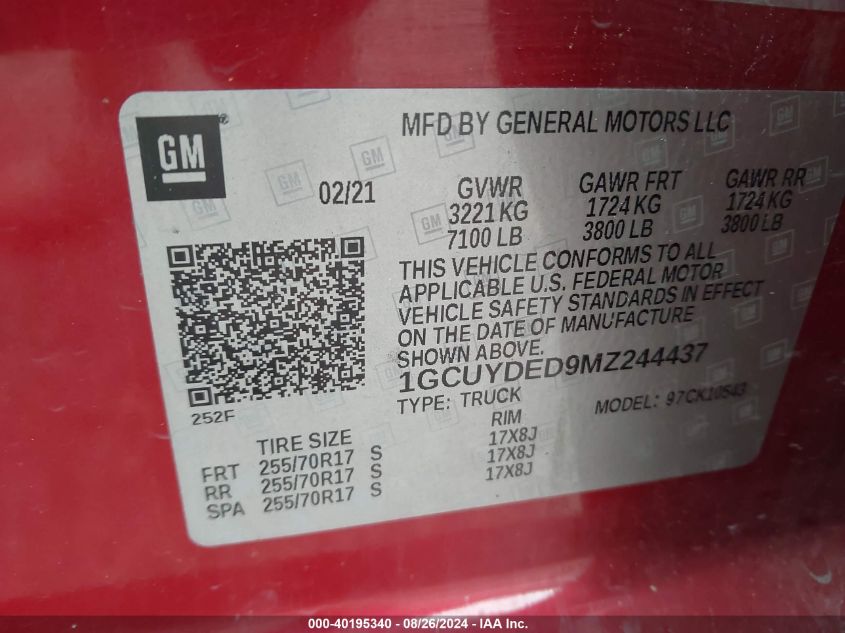 GM®
MFD BY GENERAL MOTORS LLC
02/21
GVWR GAWR FRT GAWR RR
3221 KG 1724 KG 1724 KG
7100 LB 3800 LB 3800 LB
THIS VEHICLE CONFORMS TO ALL
APPLICABLE U.S. FEDERAL MOTOR
VEHICLE SAFETY STANDARDS IN EFFECT
ON THE DATE OF MANUFACTURE
SHOWN ABOVE.
1GCUYDED9MZ244437
TYPE: TRUCK MODEL: 97CK10543
252F
TIRE SIZE RIM
FRT 255/70R17 S 17X8J
RR 255/70R17 S 17X8J
SPA 255/70R17 S 17X8J
000-40195340 - 08/26/2024 - IAA Inc.